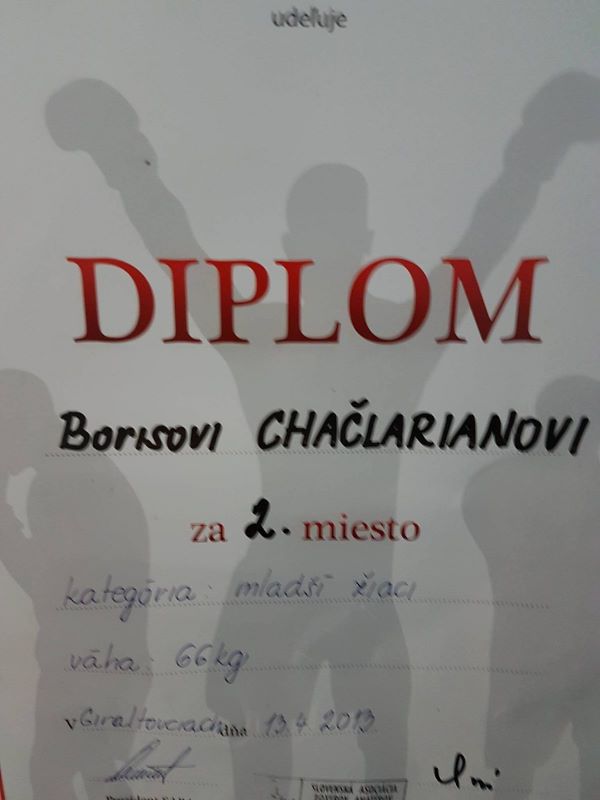 udeľuje
DIPLOM
Borisovi CHAČLARIANOVI
za 2. miesto
kategória: mladší žiaci
váha: 66kg
v Giraltovciach dňa 13.4 2013
SLOVENSKÁ ASOCIÁCIA